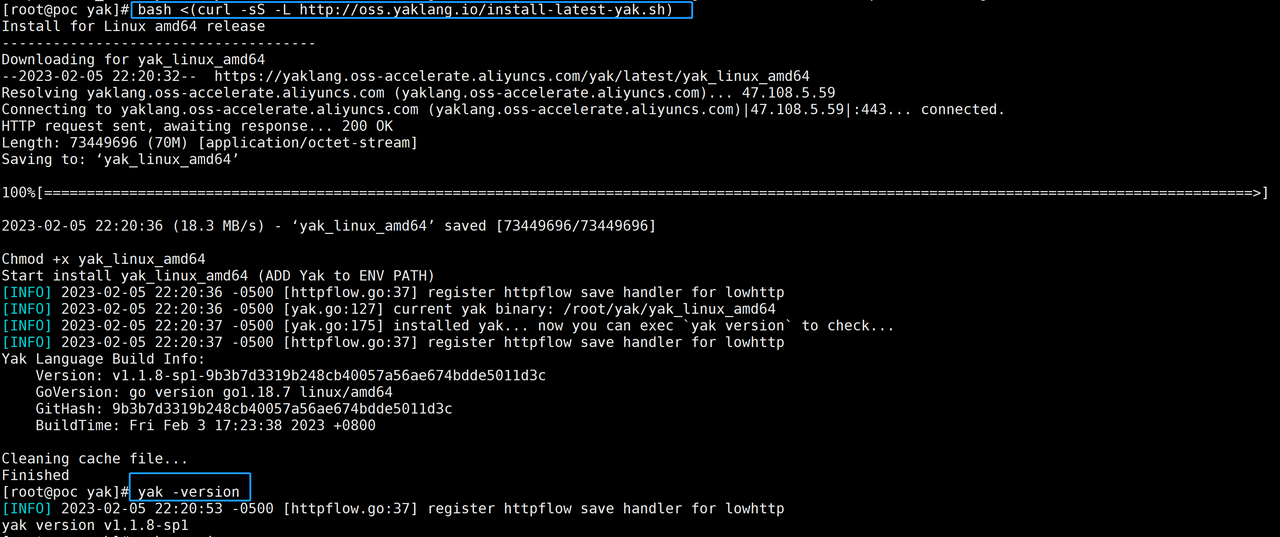 [root@poc yak]# bash <(curl -sS -L http://oss.yaklang.io/install-latest-yak.sh)
Install for Linux amd64 release
-------------------------------------
Downloading for yak_linux_amd64
--2023-02-05 22:20:32--  https://yaklang.oss-accelerate.aliyuncs.com/yak/latest/yak_linux_amd64
Resolving yaklang.oss-accelerate.aliyuncs.com (yaklang.oss-accelerate.aliyuncs.com)... 47.108.5.59
Connecting to yaklang.oss-accelerate.aliyuncs.com (yaklang.oss-accelerate.aliyuncs.com)|47.108.5.59|:443... connected.
HTTP request sent, awaiting response... 200 OK
Length: 73449696 (70M) [application/octet-stream]
Saving to: ‘yak_linux_amd64’
100%[==============================================================================================================================================>]
2023-02-05 22:20:36 (18.3 MB/s) - ‘yak_linux_amd64’ saved [73449696/73449696]
Chmod +x yak_linux_amd64
Start install yak_linux_amd64 (ADD Yak to ENV PATH)
[INFO] 2023-02-05 22:20:36 -0500 [httpflow.go:37] register httpflow save handler for lowhttp
[INFO] 2023-02-05 22:20:36 -0500 [yak.go:127] current yak binary: /root/yak/yak_linux_amd64
[INFO] 2023-02-05 22:20:37 -0500 [yak.go:175] installed yak... now you can exec `yak version` to check...
[INFO] 2023-02-05 22:20:37 -0500 [httpflow.go:37] register httpflow save handler for lowhttp
Yak Language Build Info:
    Version: v1.1.8-sp1-9b3b7d3319b248cb40057a56ae674bdde5011d3c
    GoVersion: go version go1.18.7 linux/amd64
    GitHash: 9b3b7d3319b248cb40057a56ae674bdde5011d3c
    BuildTime: Fri Feb 3 17:23:38 2023 +0800
Cleaning cache file...
Finished
[root@poc yak]# yak -version
[INFO] 2023-02-05 22:20:53 -0500 [httpflow.go:37] register httpflow save handler for lowhttp
yak version v1.1.8-sp1